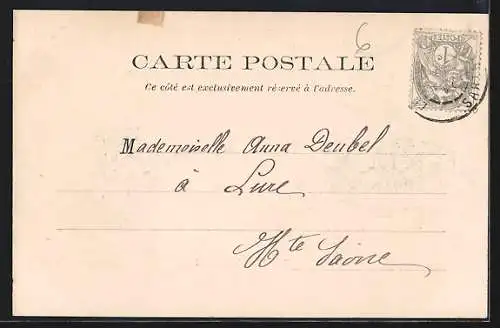 6
CARTE POSTALE
Ce côté est exclusivement réservé à l'adresse.
Mademoiselle Anna Deubel
à Lure
Hte Saône